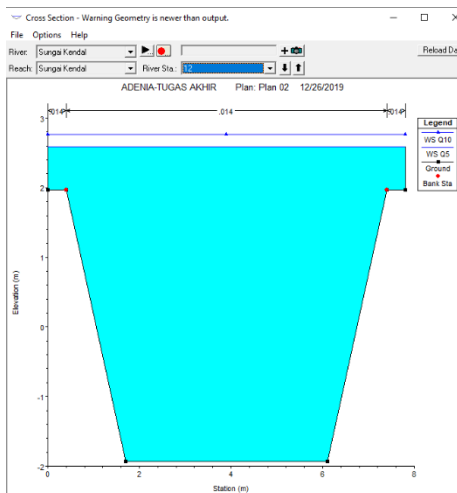 Cross Section - Warning Geometry is newer than output.
File Options Help
River: Sungai Kendal
Reload Da
Reach: Sungai Kendal River Sta.: 12
ADENIA-TUGAS AKHIR Plan: Plan 02 12/26/2019
.014 .014 .014
Legend
WS Q10
WS Q5
Ground
Bank Sta
3
2
1
0
-1
-2
Elevation (m)
0 2 4 6 8
Station (m)